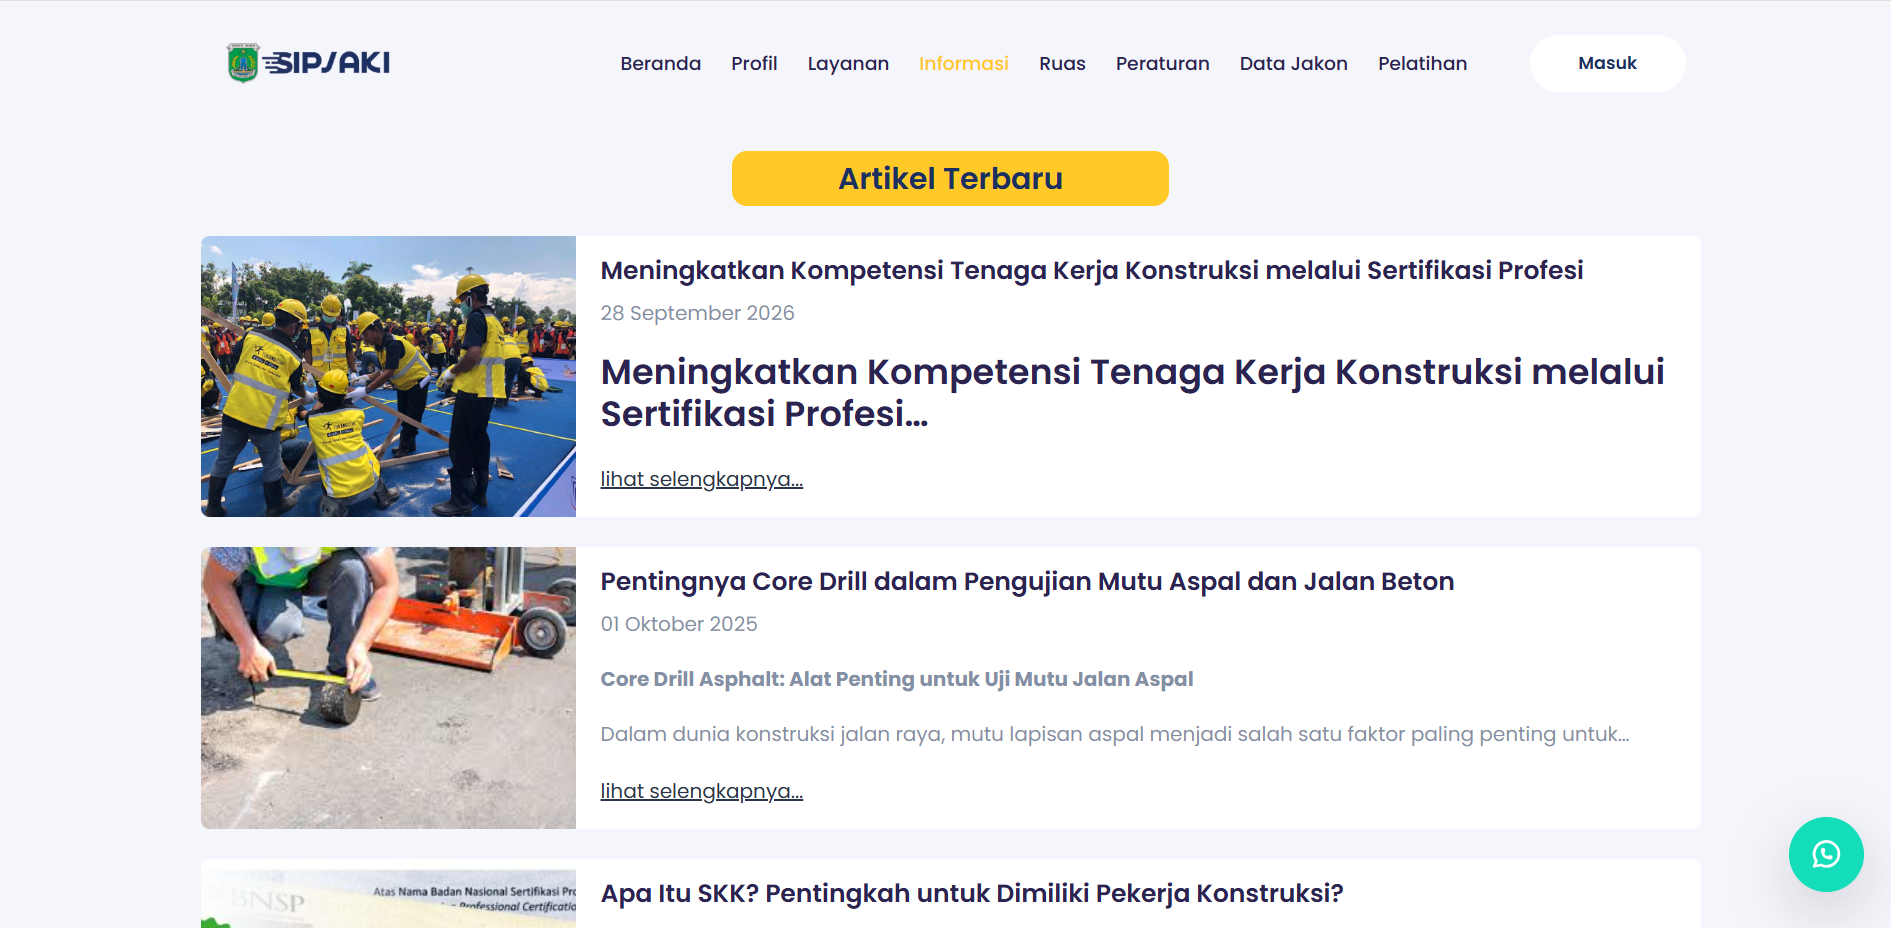 SIPJAKI
Beranda
Profil
Layanan
Informasi
Ruas
Peraturan
Data Jakon
Pelatihan
Masuk
Artikel Terbaru
Meningkatkan Kompetensi Tenaga Kerja Konstruksi melalui Sertifikasi Profesi
28 September 2026
Meningkatkan Kompetensi Tenaga Kerja Konstruksi melalui
Sertifikasi Profesi...
lihat selengkapnya...
Pentingnya Core Drill dalam Pengujian Mutu Aspal dan Jalan Beton
01 Oktober 2025
Core Drill Asphalt: Alat Penting untuk Uji Mutu Jalan Aspal
Dalam dunia konstruksi jalan raya, mutu lapisan aspal menjadi salah satu faktor paling penting untuk...
lihat selengkapnya...
BNSP
Atas Nama Badan Nasional Sertifikasi Pro
Professional Certificatio
Apa Itu SKK? Pentingkah untuk Dimiliki Pekerja Konstruksi?